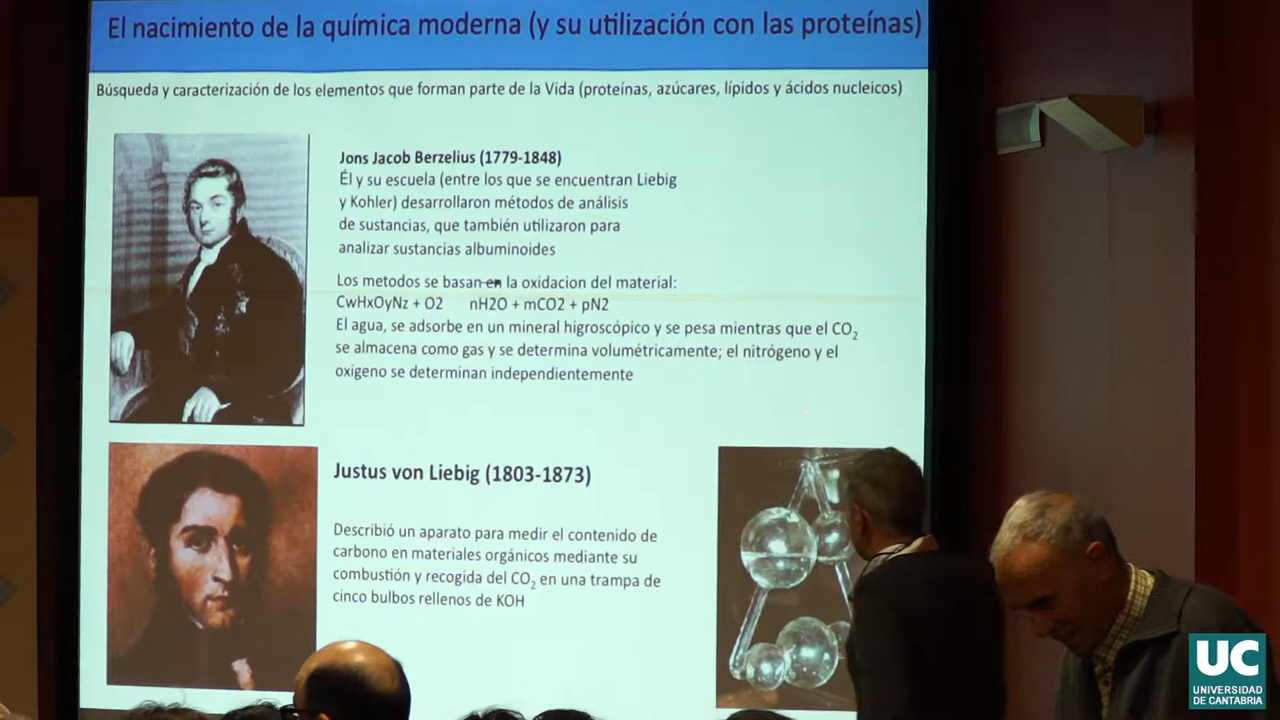 El nacimiento de la química moderna (y su utilización con las proteínas)
Búsqueda y caracterización de los elementos que forman parte de la Vida (proteínas, azúcares, lípidos y ácidos nucleicos)
Jons Jacob Berzelius (1779-1848)
Él y su escuela (entre los que se encuentran Liebig
y Kohler) desarrollaron métodos de análisis
de sustancias, que también utilizaron para
analizar sustancias albuminoides
Los metodos se basan en la oxidacion del material:
CwHxOyNz + O2 nH2O + mCO2 + pN2
El agua, se adsorbe en un mineral higroscópico y se pesa mientras que el CO₂
se almacena como gas y se determina volumétricamente; el nitrógeno y el
oxigeno se determinan independientemente
Justus von Liebig (1803-1873)
Describió un aparato para medir el contenido de
carbono en materiales orgánicos mediante su
combustión y recogida del CO₂ en una trampa de
cinco bulbos rellenos de KOH
UC
UNIVERSIDAD
DE CANTABRIA